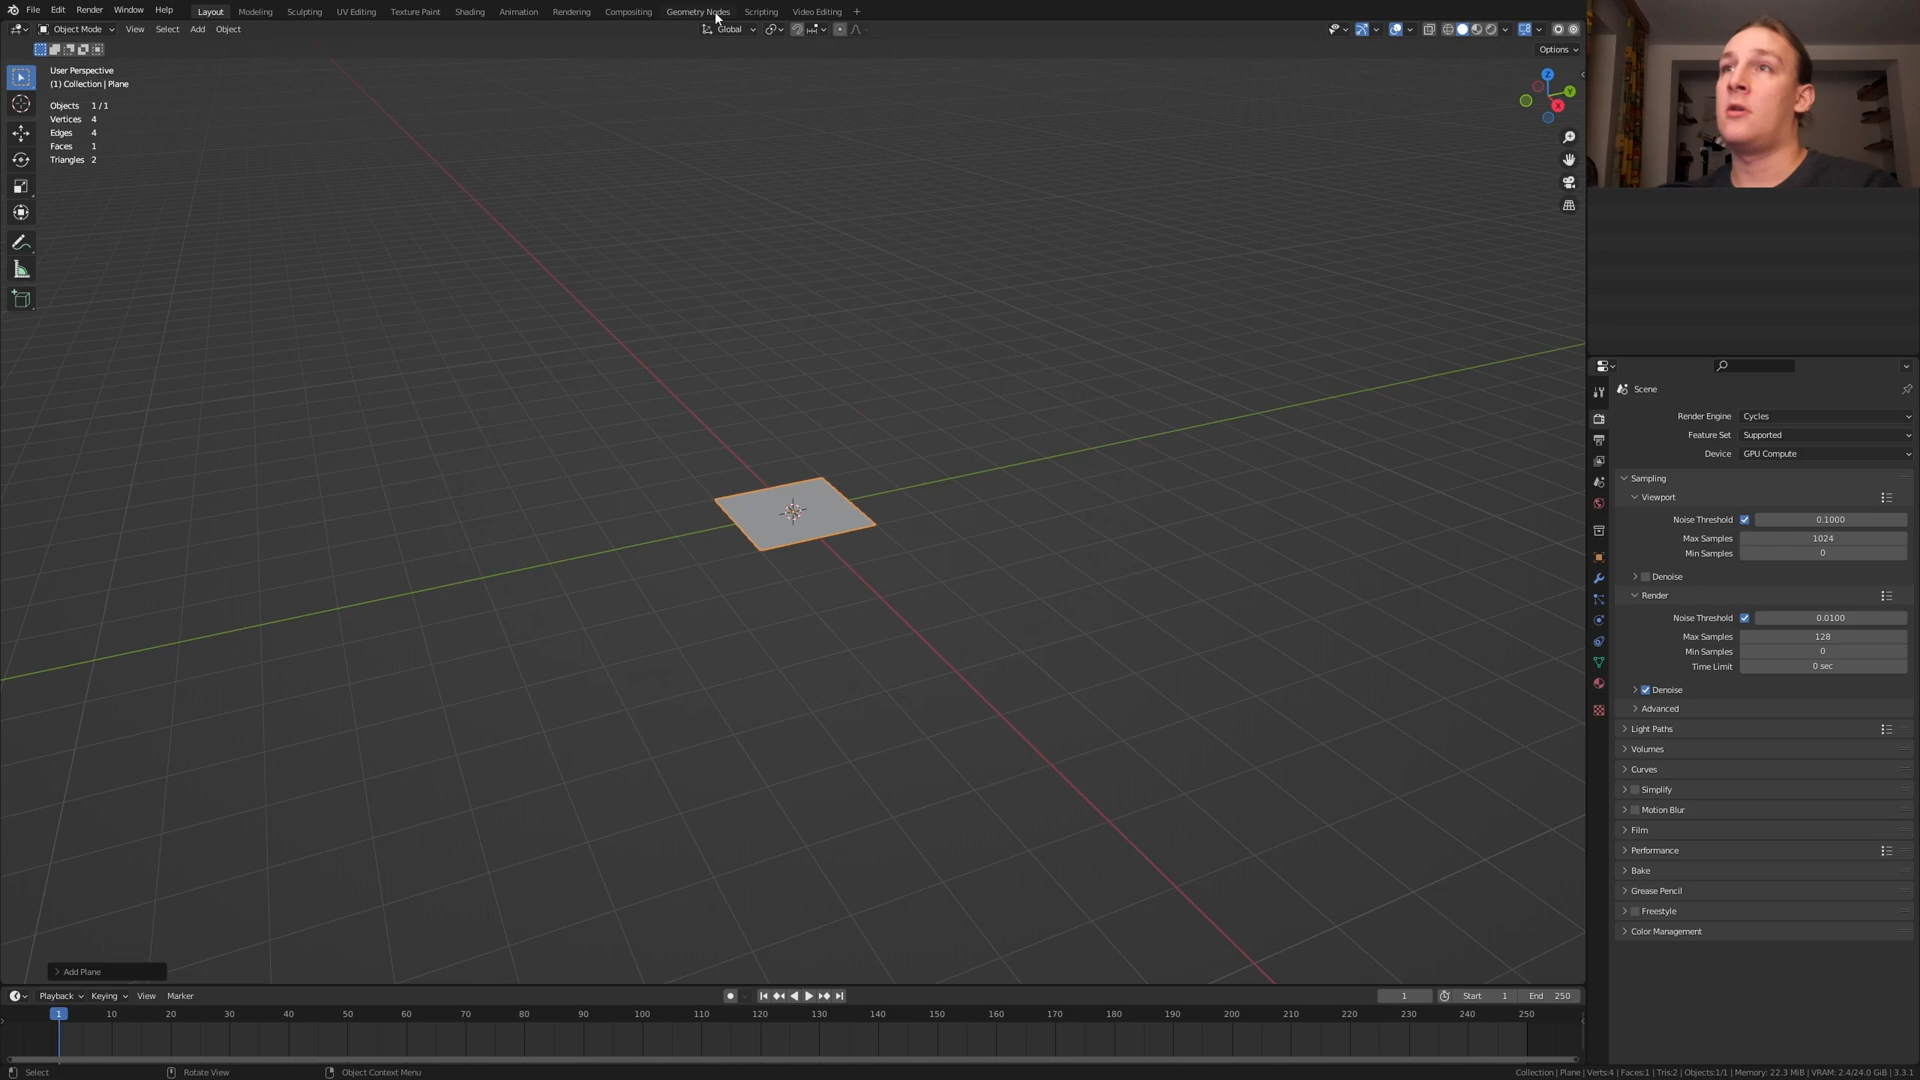 File Edit Render Window Help Layout Modeling Sculpting UV Editing Texture Paint Shading Animation Rendering Compositing Geometry Nodes Scripting Video Editing +
Object Mode View Select Add Object Global
Options
User Perspective
(1) Collection | Plane
Objects 1/1
Vertices 4
Edges 4
Faces 1
Triangles 2
Z
Y
X
Scene
Render Engine Cycles
Feature Set Supported
Device GPU Compute
Sampling
Viewport
Noise Threshold 0.1000
Max Samples 1024
Min Samples 0
Denoise
Render
Noise Threshold 0.0100
Max Samples 128
Min Samples 0
Time Limit 0 sec
Denoise
Advanced
Light Paths
Volumes
Curves
Simplify
Motion Blur
Film
Performance
Bake
Grease Pencil
Freestyle
Color Management
Add Plane
Playback Keying View Marker 1 Start 1 End 250
1 10 20 30 40 50 60 70 80 90 100 110 120 130 140 150 160 170 180 190 200 210 220 230 240 250
Select Rotate View Object Context Menu Collection | Plane | Verts:4 | Faces:1 | Tris:2 | Objects:1/1 | Memory: 22.3 MiB | VRAM: 2.4/24.0 GiB | 3.3.1